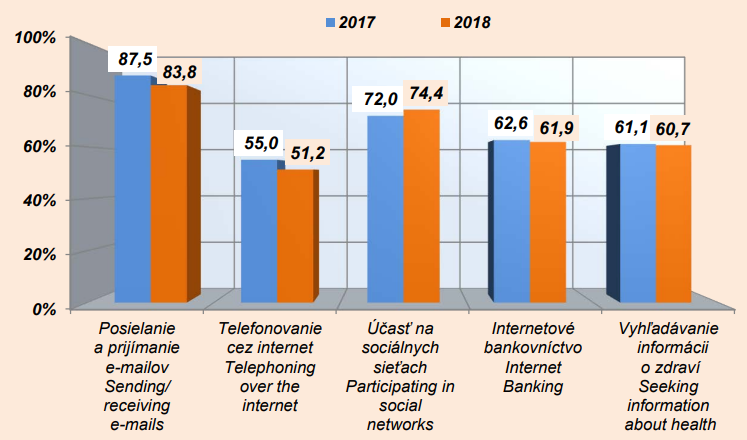 2017 2018
100%
80%
60%
40%
20%
0%
87,5
83,8
55,0
51,2
72,0
74,4
62,6
61,9
61,1
60,7
Posielanie
a prijímanie
e-mailov
Sending/
receiving
e-mails
Telefonovanie
cez internet
Telephoning
over the
internet
Účasť na
sociálnych
sieťach
Participating in
social
networks
Internetové
bankovníctvo
Internet
Banking
Vyhľadávanie
informácii
o zdraví
Seeking
information
about health